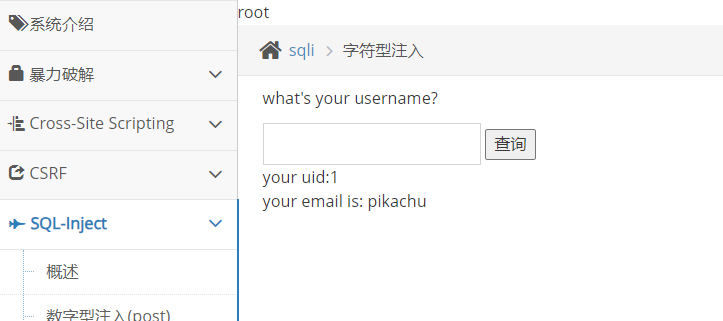 root
系统介绍
暴力破解
Cross-Site Scripting
CSRF
SQL-Inject
概述
数字型注入(post)
sqli > 字符型注入
what's your username?
查询
your uid:1
your email is: pikachu